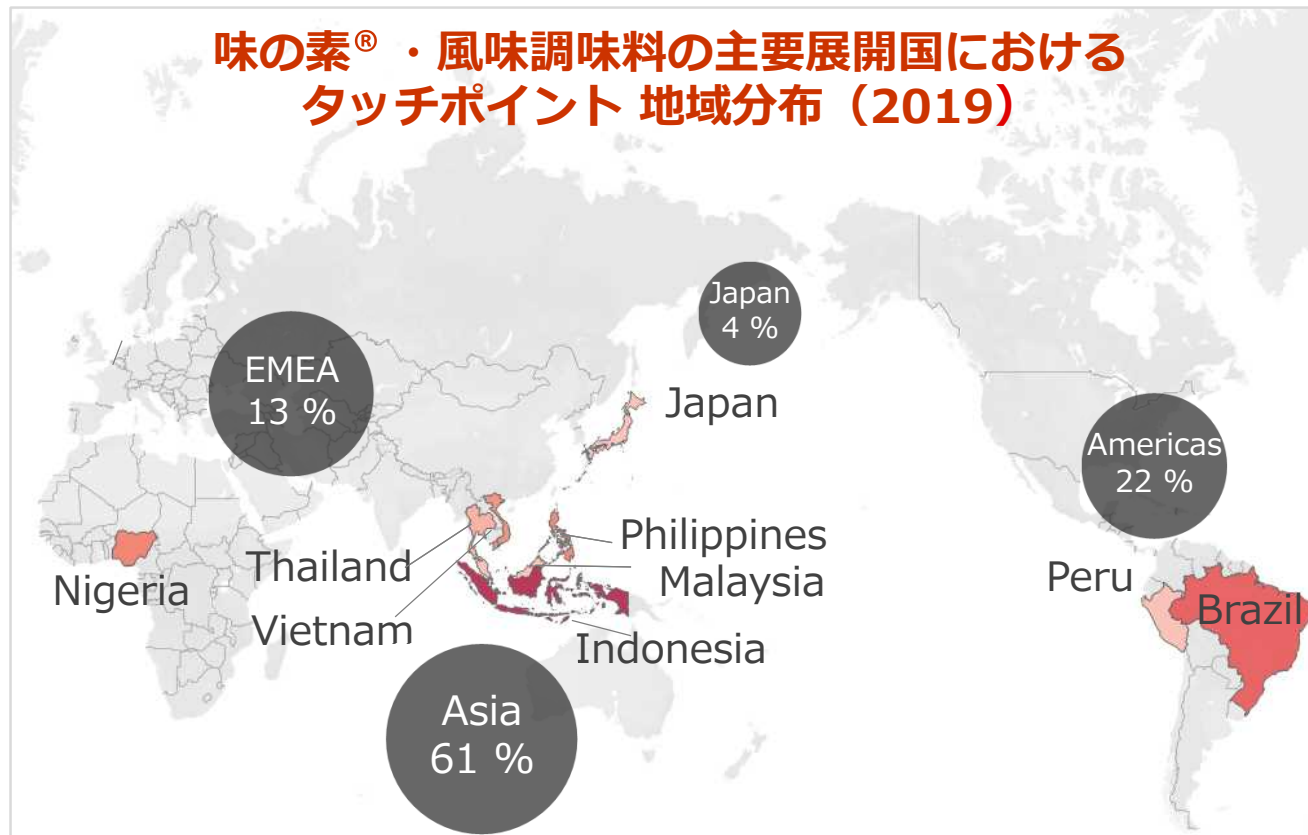 味の素® ・風味調味料の主要展開国における
タッチポイント 地域分布（2019）
Japan
4 %
EMEA
13 %
Japan
Americas
22 %
Philippines
Thailand
Malaysia
Nigeria
Peru
Brazil
Vietnam
Indonesia
Asia
61 %